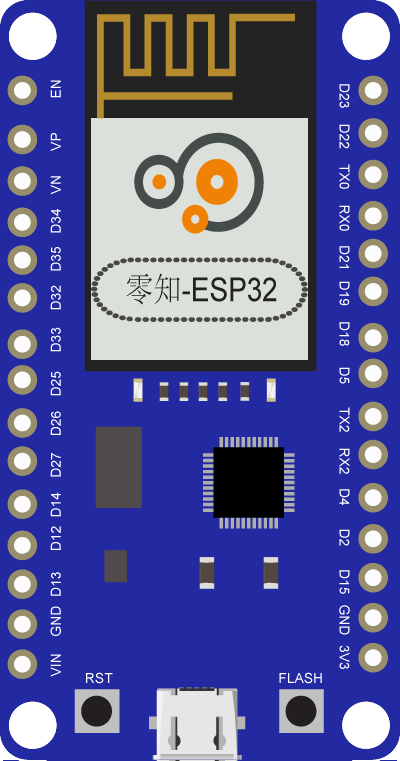 EN
VP
VN
D34
D35
D32
D33
D25
D26
D27
D14
D12
D13
GND
VIN
零知-ESP32
D23
D22
TX0
RX0
D21
D19
D18
D5
TX2
RX2
D4
D2
D15
GND
3V3
RST
FLASH